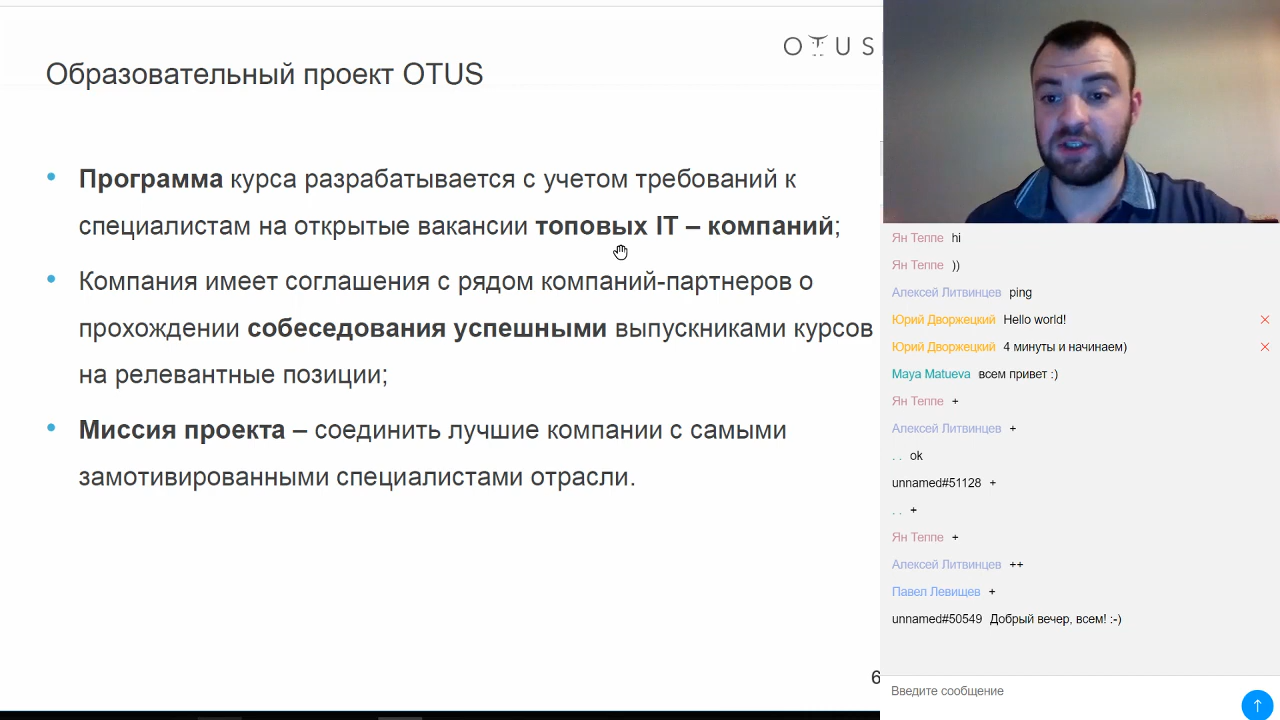 OTUS
Образовательный проект OTUS
• Программа курса разрабатывается с учетом требований к
специалистам на открытые вакансии топовых IT – компаний;
• Компания имеет соглашения с рядом компаний-партнеров о
прохождении собеседования успешными выпускниками курсов
на релевантные позиции;
• Миссия проекта – соединить лучшие компании с самыми
замотивированными специалистами отрасли.
6
Ян Теппе hi
Ян Теппе ))
Алексей Литвинцев ping
Юрий Дворжецкий Hello world!
Юрий Дворжецкий 4 минуты и начинаем)
Maya Matueva всем привет :)
Ян Теппе +
Алексей Литвинцев +
. . ok
unnamed#51128 +
. . +
Ян Теппе +
Алексей Литвинцев ++
Павел Левищев +
unnamed#50549 Добрый вечер, всем! :-)
Введите сообщение